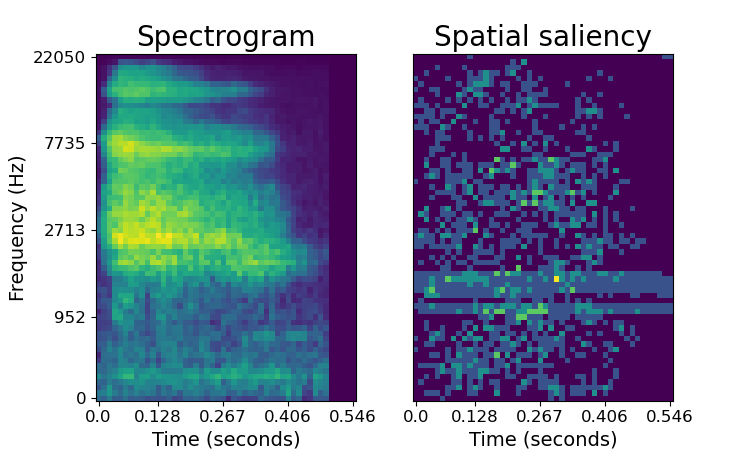 Spectrogram
Spatial saliency
Frequency (Hz)
22050
7735
2713
952
0
0.0 0.128 0.267 0.406 0.546
0.0 0.128 0.267 0.406 0.546
Time (seconds)
Time (seconds)